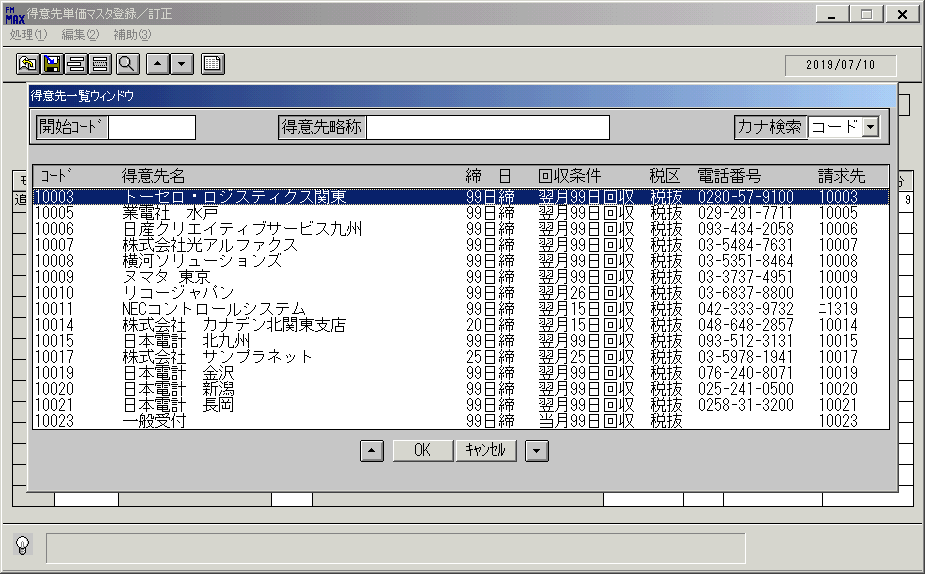 FM MAX 得意先単価マスタ登録／訂正
処理(1) 編集(2) 補助(3)
2019/07/10
得意先一覧ウィンドウ
開始ｺｰﾄﾞ 得意先略称 カナ検索 コード
ｺｰﾄﾞ 得意先名 締 日 回収条件 税区 電話番号 請求先
10003 トーセロ・ロジスティクス関東 99日締 翌月99日回収 税抜 0280-57-9100 10003
追 9
10005 業電社　水戸 99日締 翌月99日回収 税抜 029-291-7711 10005
10006 日産クリエイティブサービス九州 99日締 翌月99日回収 税抜 093-434-2058 10006
10007 株式会社光アルファクス 99日締 翌月99日回収 税抜 03-5484-7631 10007
10008 横河ソリューションズ 99日締 翌月99日回収 税抜 03-5351-8464 10008
10009 ヌマタ 東京 99日締 翌月99日回収 税抜 03-3737-4951 10009
10010 リコージャパン 99日締 翌月26日回収 税抜 03-6837-8800 10010
10011 NECコントロールシステム 99日締 翌月15日回収 税抜 042-333-9732 ﾆ1319
10014 株式会社　カナデン北関東支店 20日締 翌月15日回収 税抜 048-648-2857 10014
10015 日本電計　北九州 99日締 翌月99日回収 税抜 093-512-3131 10015
10017 株式会社　サンプラネット 25日締 翌月25日回収 税抜 03-5978-1941 10017
10019 日本電計　金沢 99日締 翌月99日回収 税抜 076-240-8071 10019
10020 日本電計　新潟 99日締 翌月99日回収 税抜 025-241-0500 10020
10021 日本電計　長岡 99日締 翌月99日回収 税抜 0258-31-3200 10021
10023 一般受付 99日締 当月99日回収 税抜 10023
OK ｷｬﾝｾﾙ